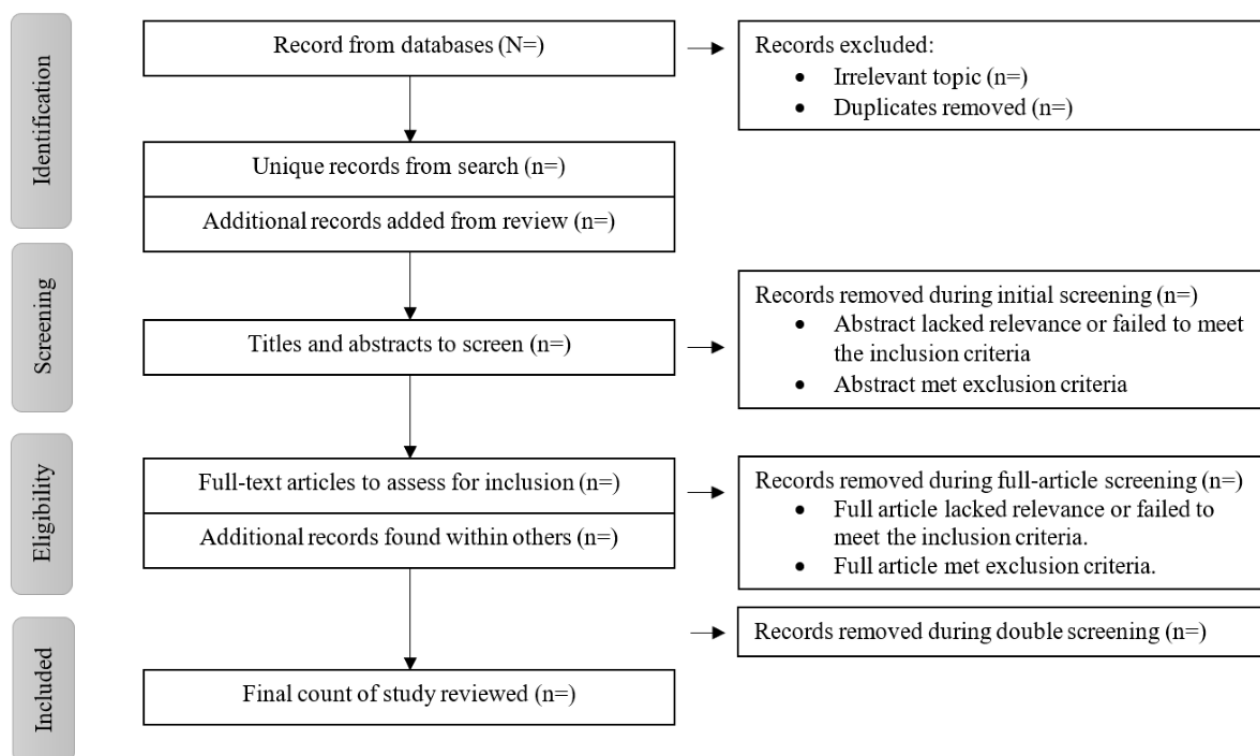 Identification
Record from databases (N=)
Records excluded:
• Irrelevant topic (n=)
• Duplicates removed (n=)
Unique records from search (n=)
Additional records added from review (n=)
Screening
Titles and abstracts to screen (n=)
Records removed during initial screening (n=)
• Abstract lacked relevance or failed to meet
the inclusion criteria
• Abstract met exclusion criteria
Eligibility
Full-text articles to assess for inclusion (n=)
Additional records found within others (n=)
Records removed during full-article screening (n=)
• Full article lacked relevance or failed to
meet the inclusion criteria.
• Full article met exclusion criteria.
Records removed during double screening (n=)
Included
Final count of study reviewed (n=)